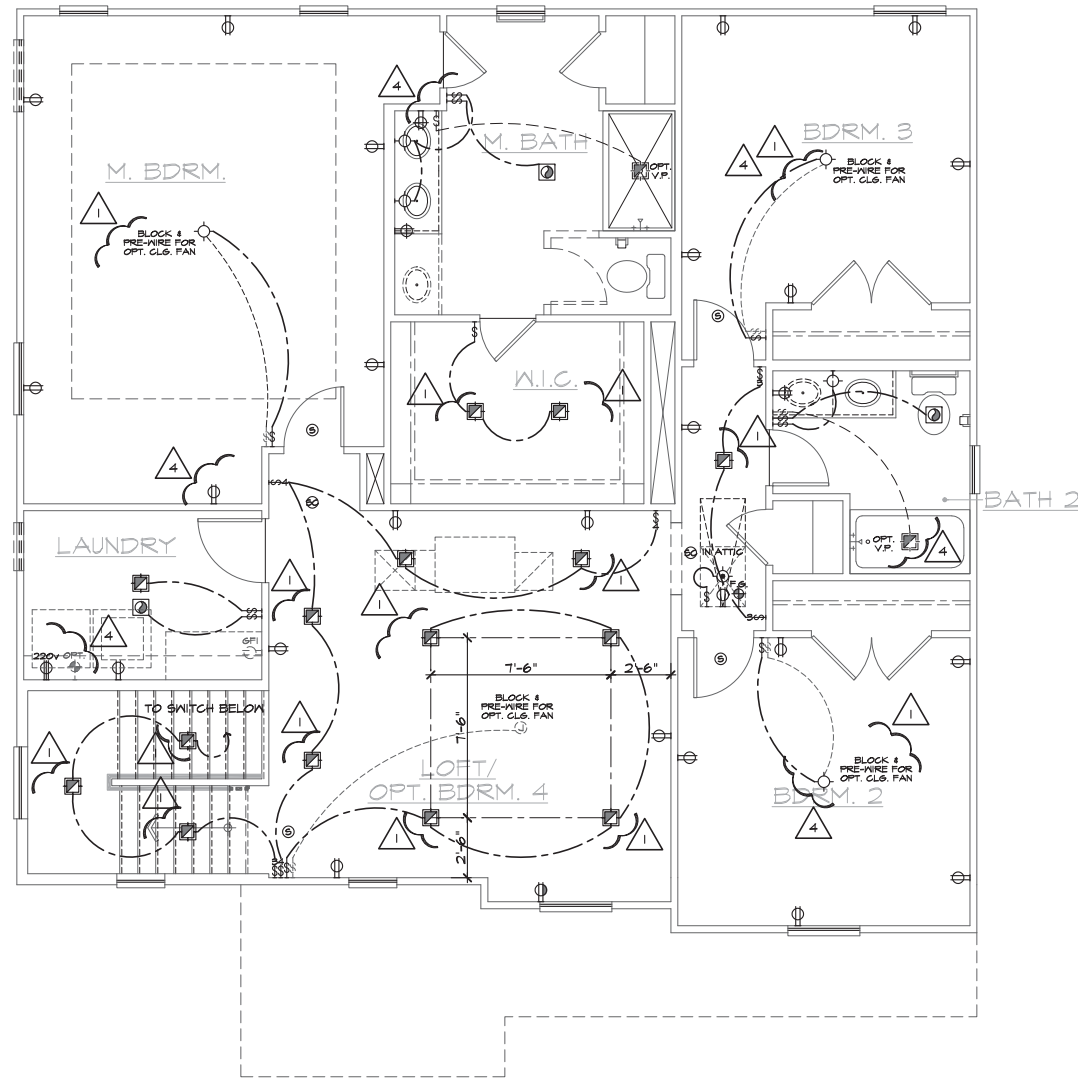 4
M. BATH
OPT.
V.P.
M. BDRM.
1
BLOCK &
PRE-WIRE FOR
OPT. CLG. FAN
BDRM. 3
1
4
BLOCK &
PRE-WIRE FOR
OPT. CLG. FAN
S
W.I.C.
1
1
S
4
1
BATH 2
OPT.
V.P.
4
IN ATTIC
F.G.
LAUNDRY
1
1
1
4
GFI
220v OPT.
7'-6"
2'-6"
S
BLOCK &
PRE-WIRE FOR
OPT. CLG. FAN
7'-6"
TO SWITCH BELOW
1
1
1
1
LOFT/
OPT. BDRM. 4
1
BLOCK &
PRE-WIRE FOR
OPT. CLG. FAN
BDRM. 2
4
S
1
1
2'-6"